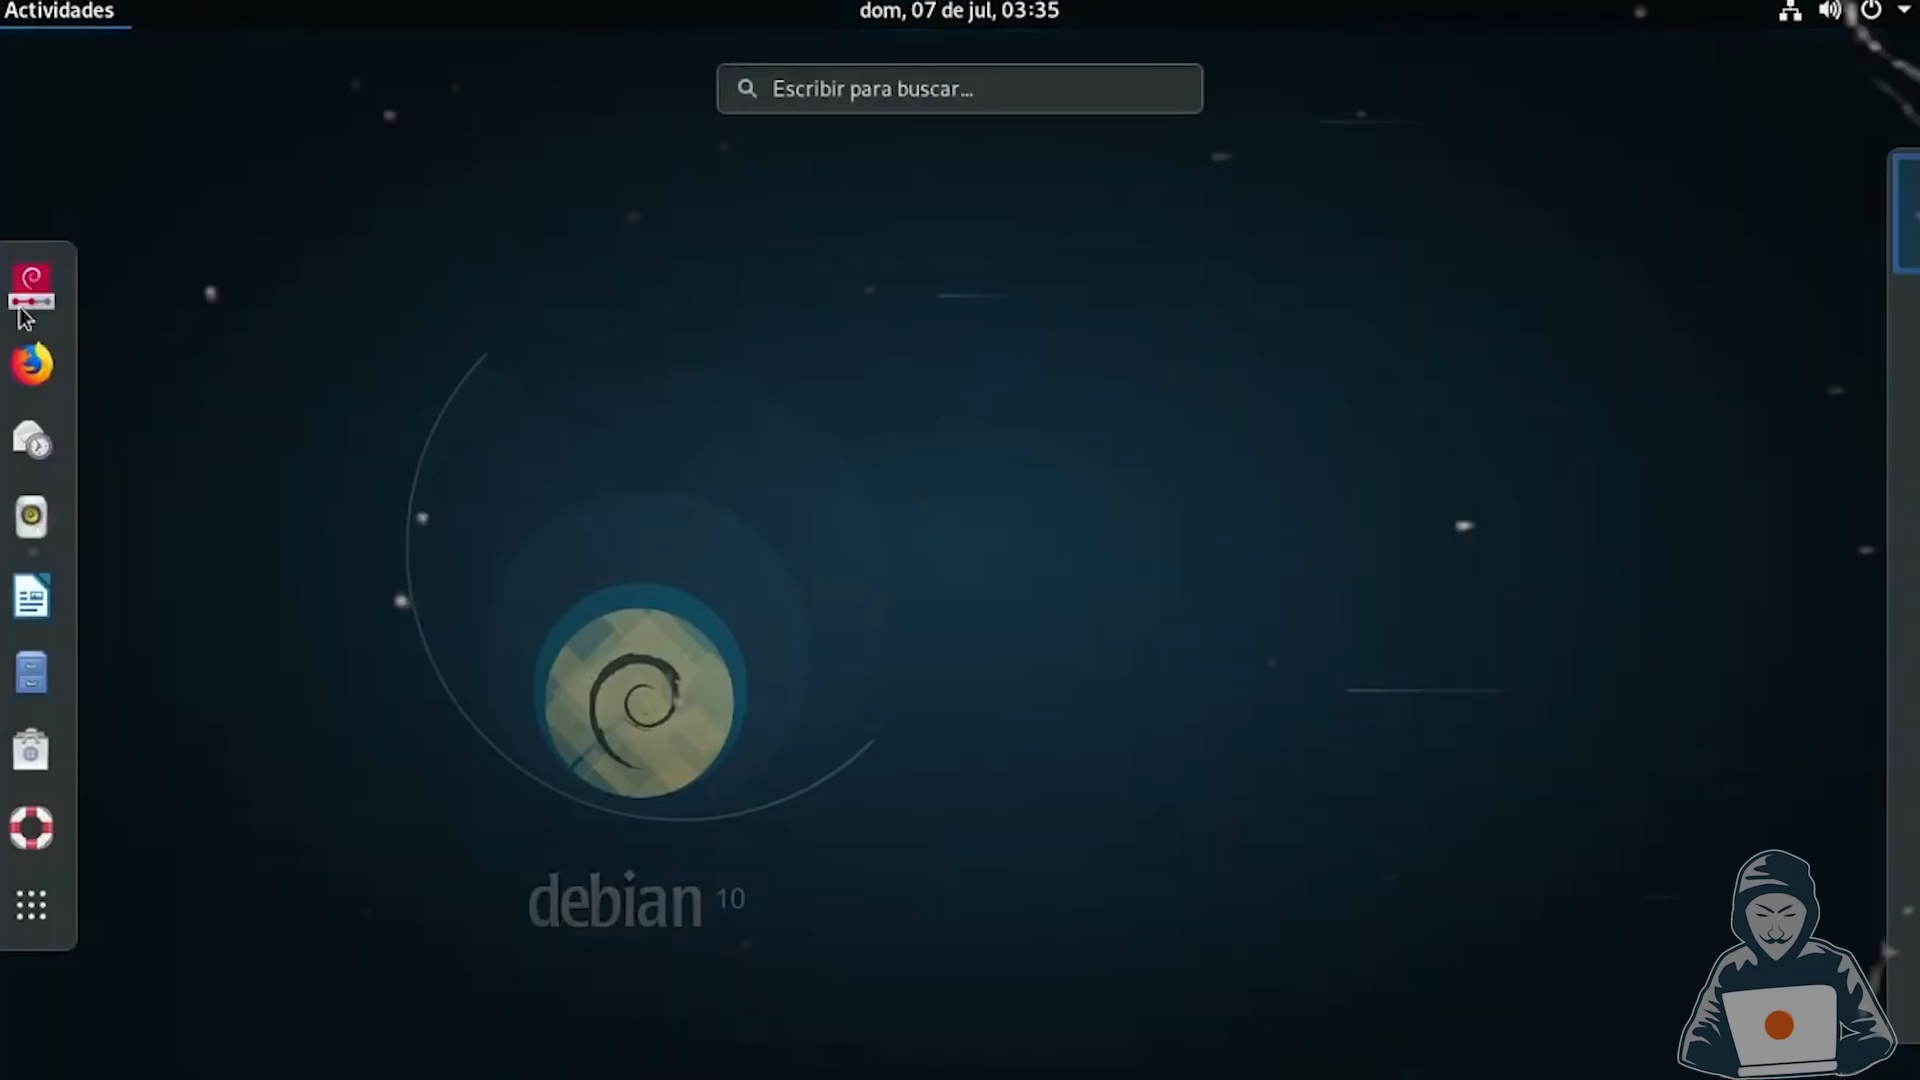 Actividades
dom, 07 de jul, 03:35
Escribir para buscar...
debian 10